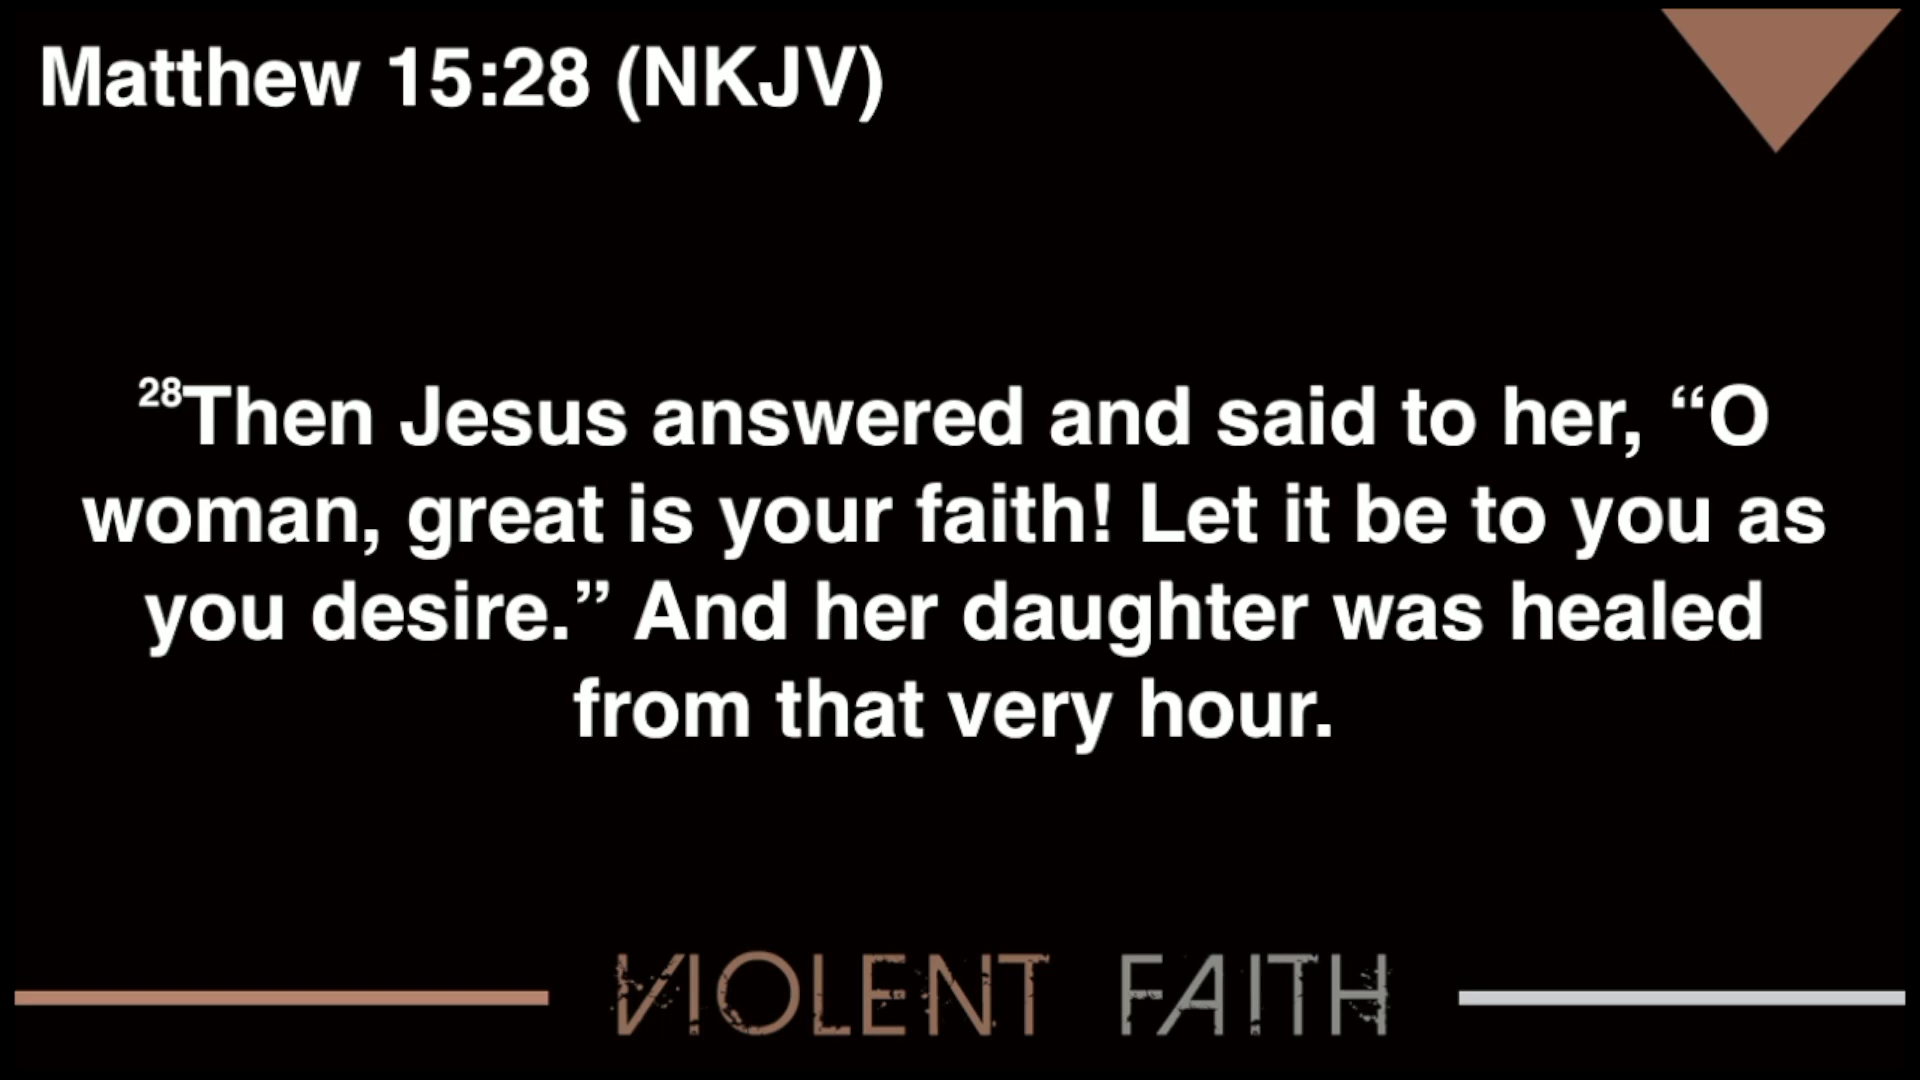 Matthew 15:28 (NKJV)
28Then Jesus answered and said to her, “O
woman, great is your faith! Let it be to you as
you desire.” And her daughter was healed
from that very hour.
VIOLENT FAITH